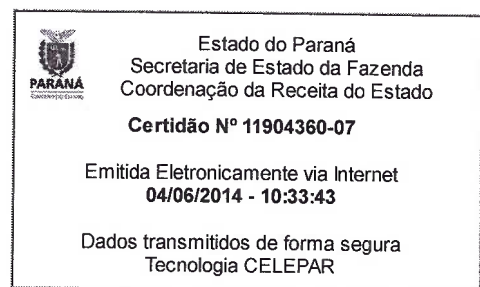 Estado do Paraná
Secretaria de Estado da Fazenda
Coordenação da Receita do Estado
PARANÁ
Certidão Nº 11904360-07
Emitida Eletronicamente via Internet
04/06/2014 - 10:33:43
Dados transmitidos de forma segura
Tecnologia CELEPAR